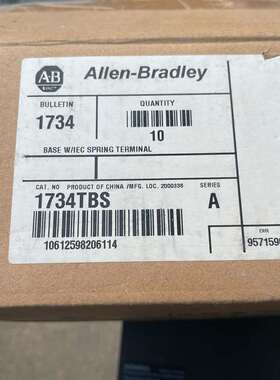 AB Allen-Bradley
BULLETIN QUANTITY
1734 10
BASE W/IEC SPRING TERMINAL
CAT. NO PRODUCT OF CHINA /MFG. LOC. 2000336 SERIES
1734TBS A
10612598206114